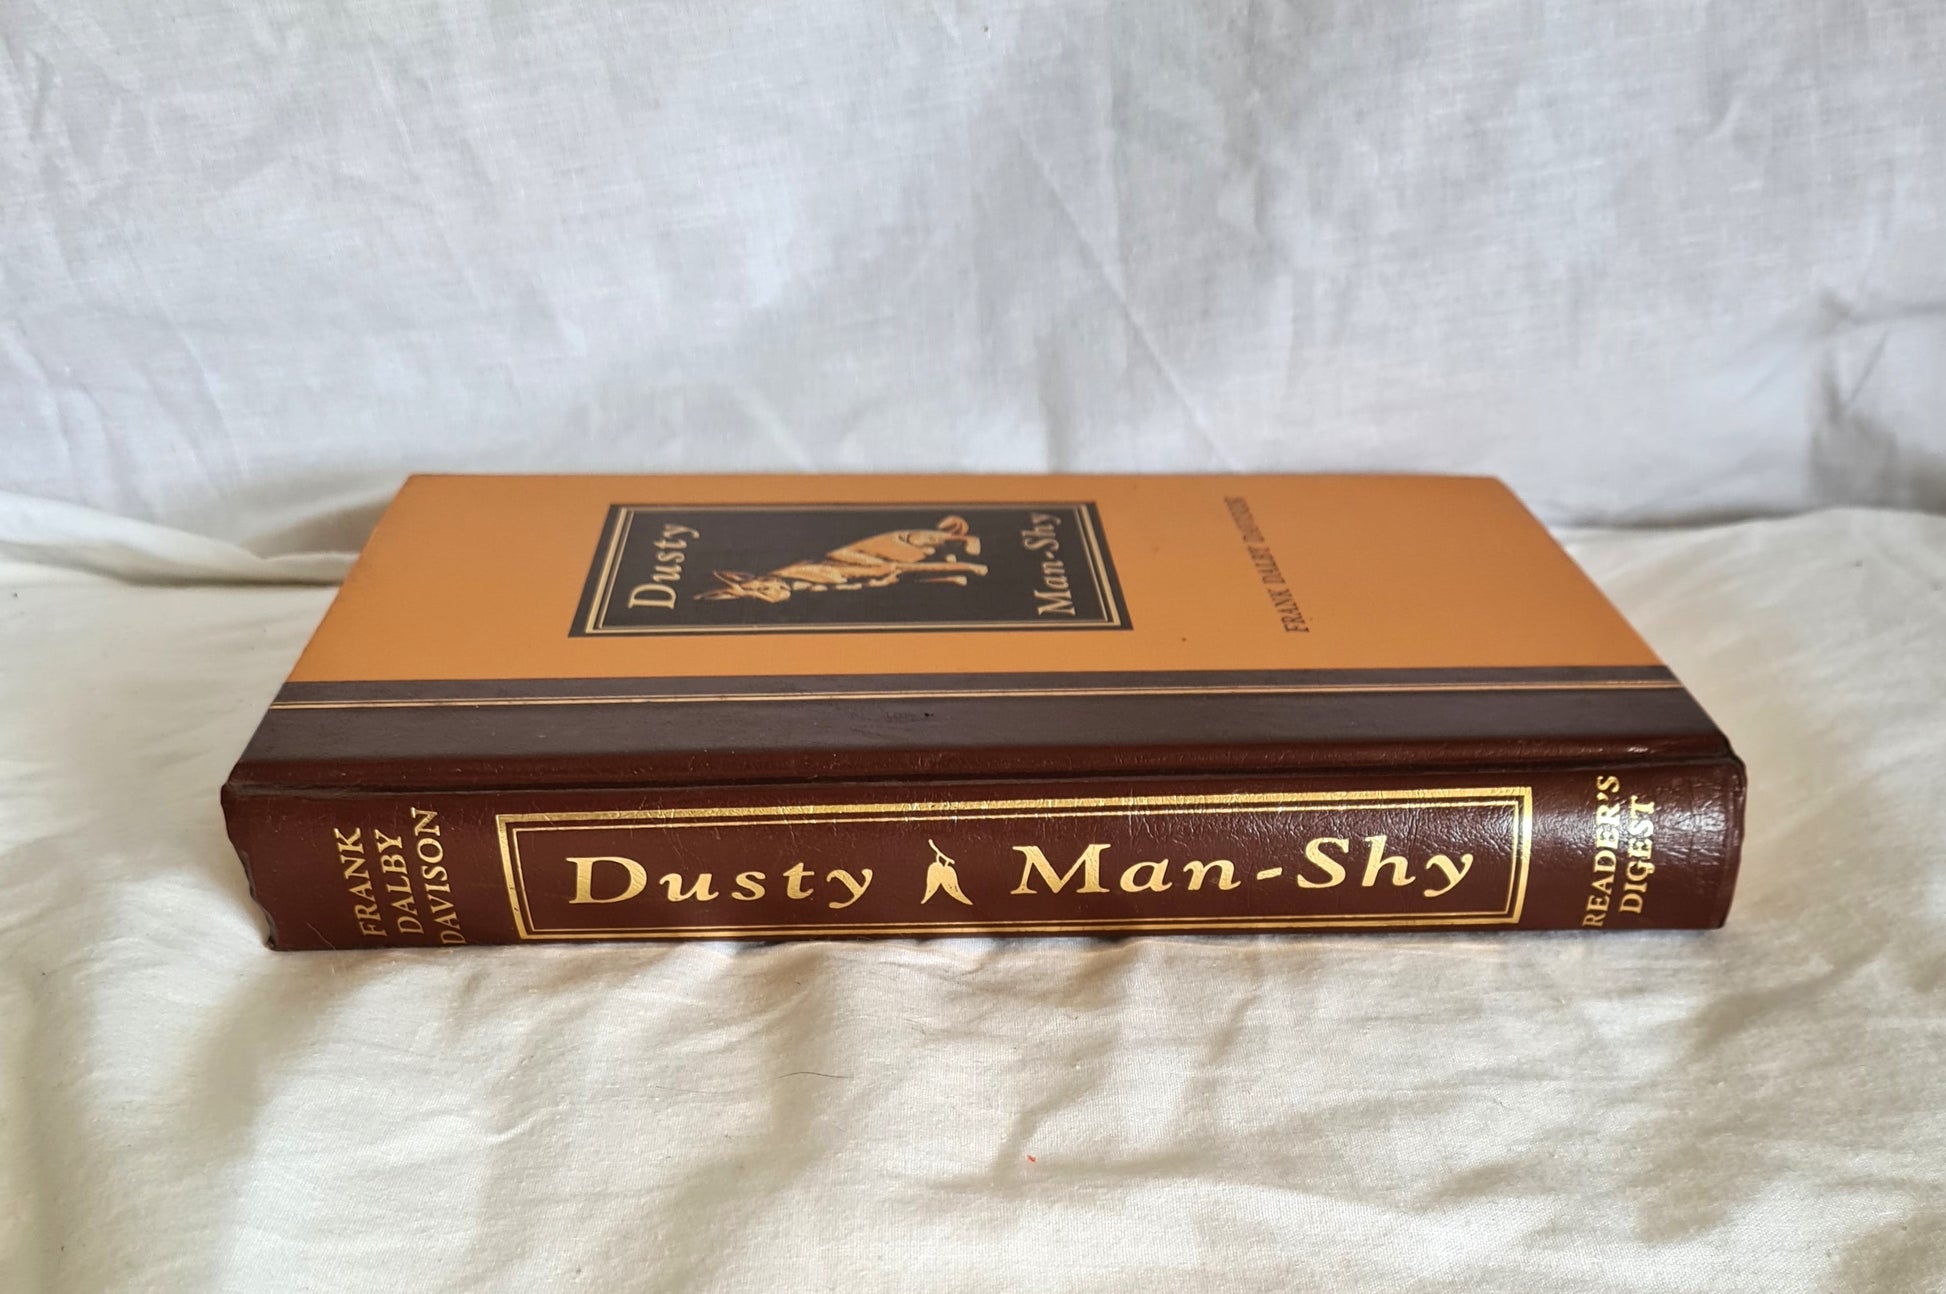 Dusty
Man-Shy
FRANK DALBY DAVISON
FRANK
DALBY
DAVISON
Dusty Man-Shy
READER'S
DIGEST